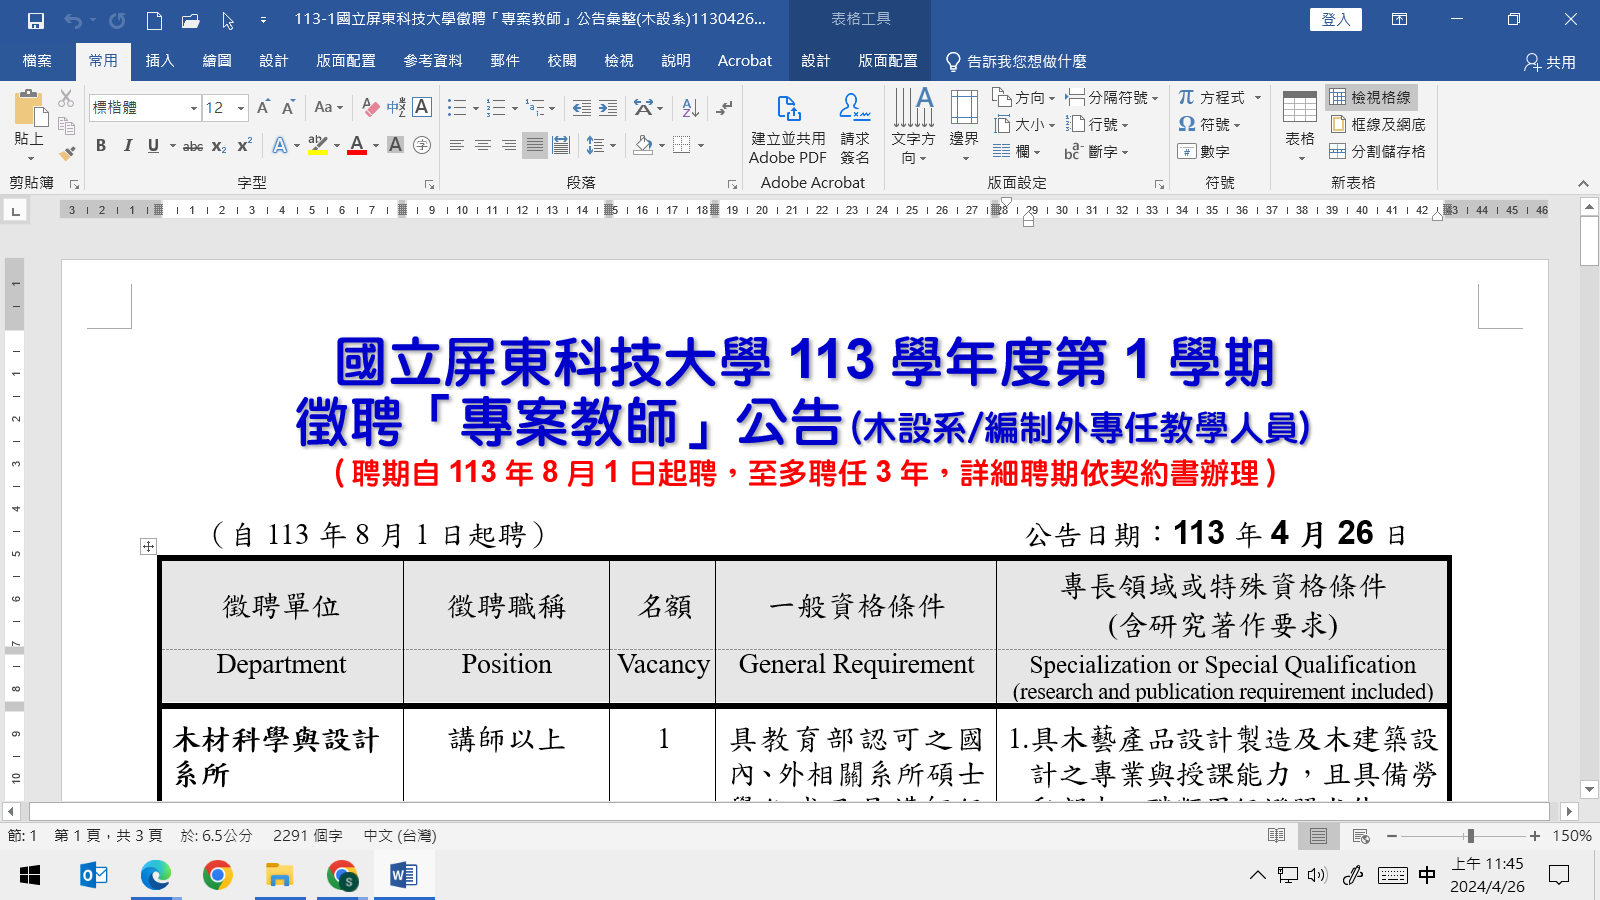 113-1國立屏東科技大學徵聘「專案教師」公告彙整(木設系)1130426...
表格工具
登入
檔案 常用 插入 繪圖 設計 版面配置 參考資料 郵件 校閱 檢視 說明 Acrobat 設計 版面配置 告訴我您想做什麼 共用
標楷體 12
貼上
建立並共用 Adobe PDF
請求簽名
文字方向
邊界
方向 分隔符號
大小 行號
欄 斷字
方程式
符號
數字
表格
檢視格線
框線及網底
分割儲存格
剪貼簿 字型 段落 Adobe Acrobat 版面設定 符號 新表格
國立屏東科技大學 113 學年度第 1 學期
徵聘「專案教師」公告(木設系/編制外專任教學人員)
(聘期自 113 年 8 月 1 日起聘，至多聘任 3 年，詳細聘期依契約書辦理)
（自 113 年 8 月 1 日起聘） 公告日期：113 年 4 月 26 日
徵聘單位 徵聘職稱 名額 一般資格條件 專長領域或特殊資格條件
(含研究著作要求)
Department Position Vacancy General Requirement Specialization or Special Qualification
(research and publication requirement included)
木材科學與設計 講師以上 1 具教育部認可之國 1.具木藝產品設計製造及木建築設
系所 內、外相關系所碩士 計之專業與授課能力，且具備勞
節: 1 第 1 頁，共 3 頁 於: 6.5公分 2291 個字 中文 (台灣) 150%
中 上午 11:45
2024/4/26